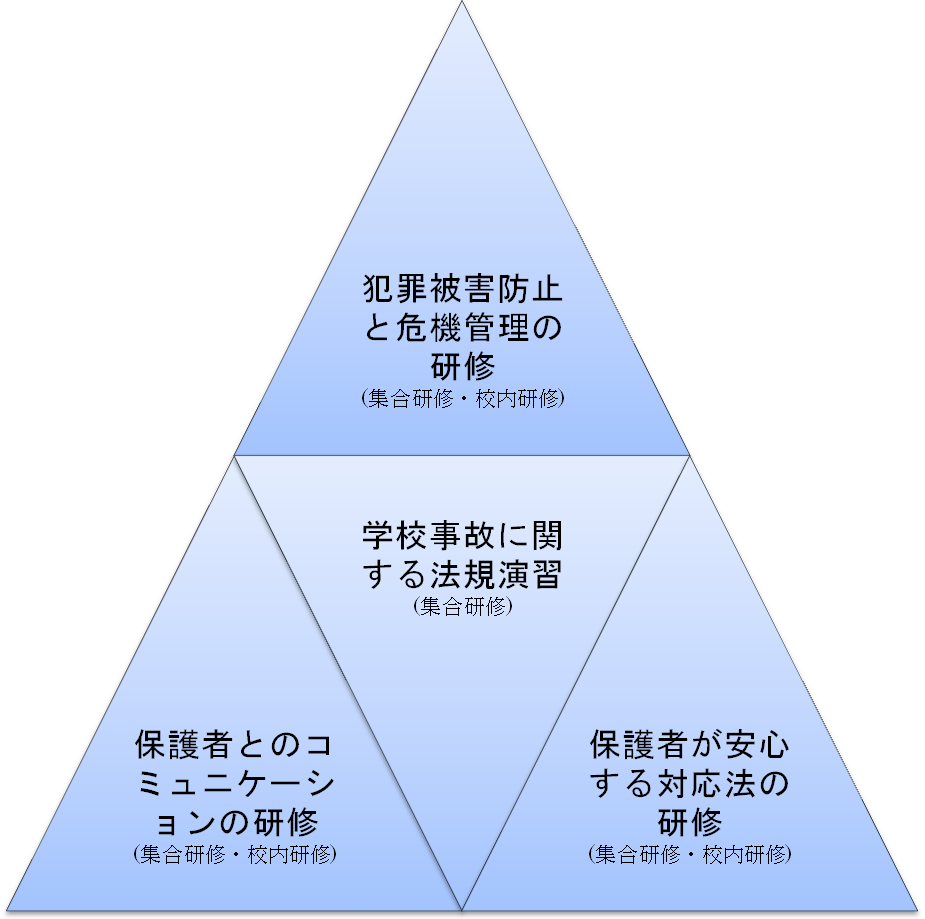 犯罪被害防止
と危機管理の
研修
(集合研修・校内研修)
学校事故に関
する法規演習
(集合研修)
保護者とのコ
ミュニケーシ
ョンの研修
(集合研修・校内研修)
保護者が安心
する対応法の
研修
(集合研修・校内研修)